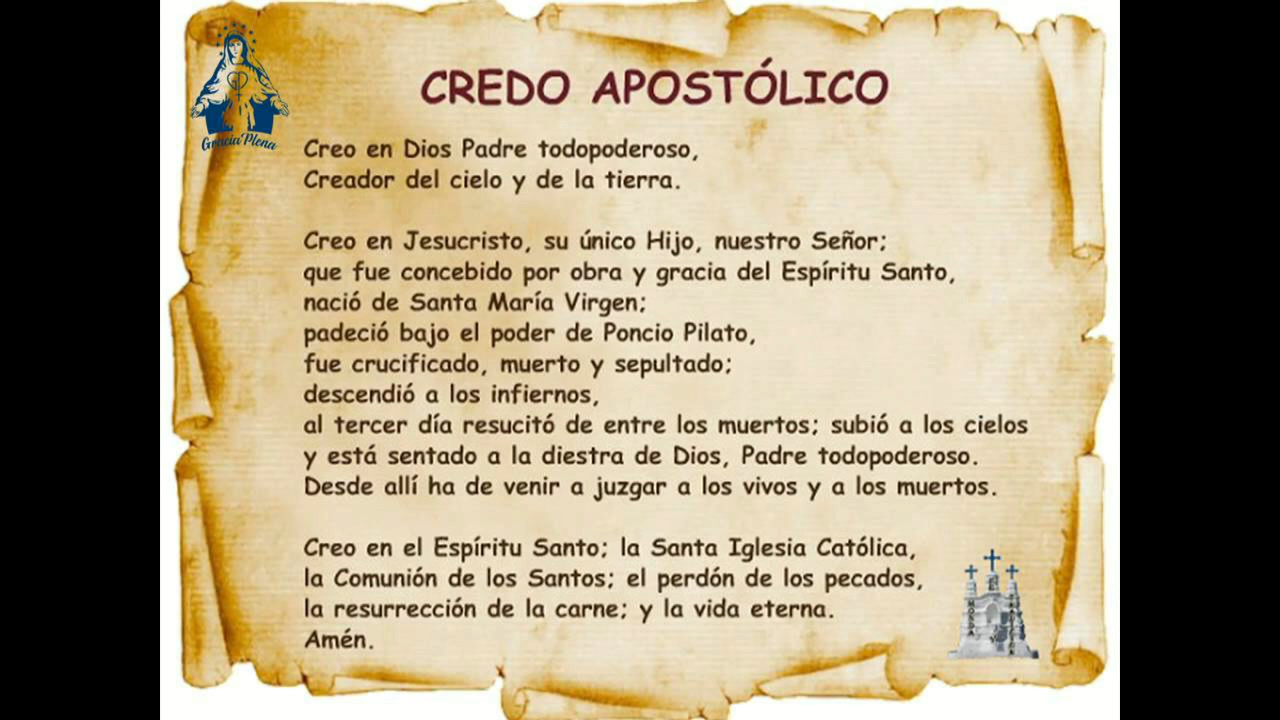 Gracia Plena
CREDO APOSTÓLICO
Creo en Dios Padre todopoderoso,
Creador del cielo y de la tierra.
Creo en Jesucristo, su único Hijo, nuestro Señor;
que fue concebido por obra y gracia del Espíritu Santo,
nació de Santa María Virgen;
padeció bajo el poder de Poncio Pilato,
fue crucificado, muerto y sepultado;
descendió a los infiernos,
al tercer día resucitó de entre los muertos; subió a los cielos
y está sentado a la diestra de Dios, Padre todopoderoso.
Desde allí ha de venir a juzgar a los vivos y a los muertos.
Creo en el Espíritu Santo; la Santa Iglesia Católica,
la Comunión de los Santos; el perdón de los pecados,
la resurrección de la carne; y la vida eterna.
Amén.